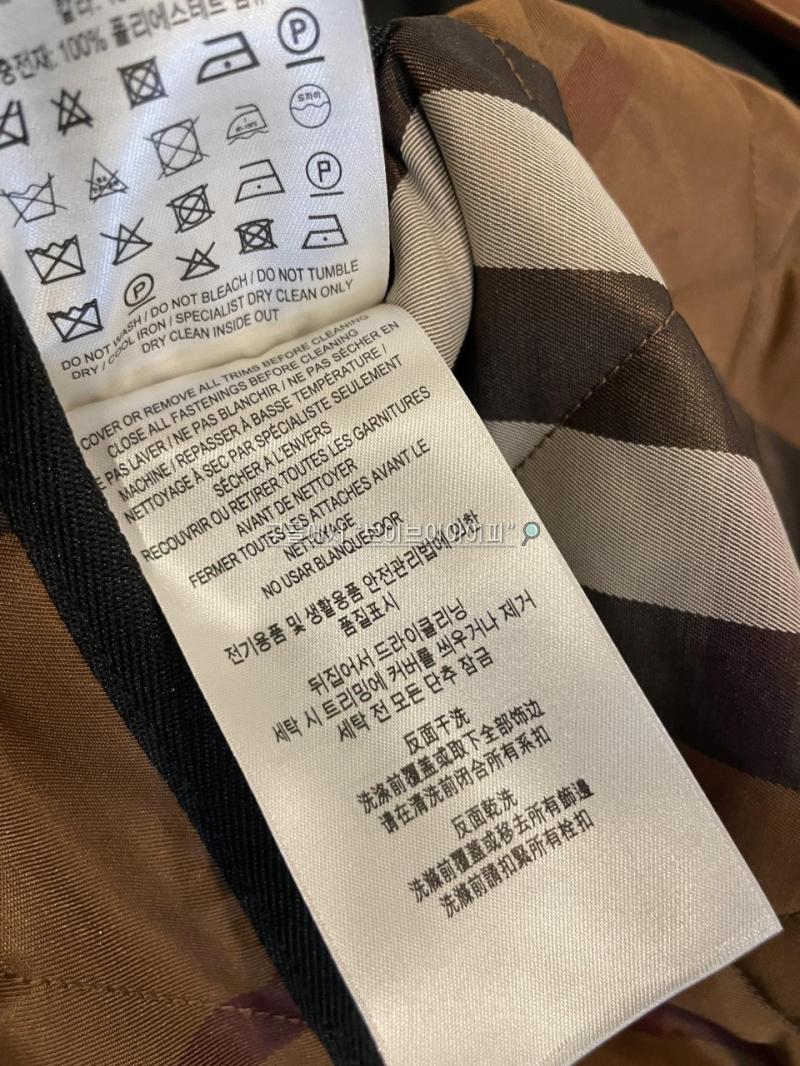 충전재: 100% 폴리에스테르
P
드라이
P
P
DO NOT WASH / DO NOT BLEACH / DO NOT TUMBLE
DRY / COOL IRON / SPECIALIST DRY CLEAN ONLY
DRY CLEAN INSIDE OUT
COVER OR REMOVE ALL TRIMS BEFORE CLEANING
CLOSE ALL FASTENINGS BEFORE CLEANING
PAS LAVER / NE PAS BLANCHIR / NE PAS SÉCHER EN
MACHINE / REPASSER À BASSE TEMPÉRATURE /
NETTOYAGE À SEC PAR SPÉCIALISTE SEULEMENT
SÉCHER À L'ENVERS
RECOUVRIR OU RETIRER TOUTES LES GARNITURES
AVANT DE NETTOYER
FERMER TOUTES LES ATTACHES AVANT LE
NETTOYAGE
NO USAR BLANQUEADOR
전기용품 및 생활용품 안전관리법에 의한
품질표시
뒤집어서 드라이클리닝
세탁 시 트리밍에 커버를 씌우거나 제거
세탁 전 모든 단추 잠금
反面干洗
洗涤前覆盖或取下全部饰边
请在清洗前闭合所有系扣
反面乾洗
洗滌前覆蓋或移去所有飾邊
洗滌前請扣緊所有栓扣